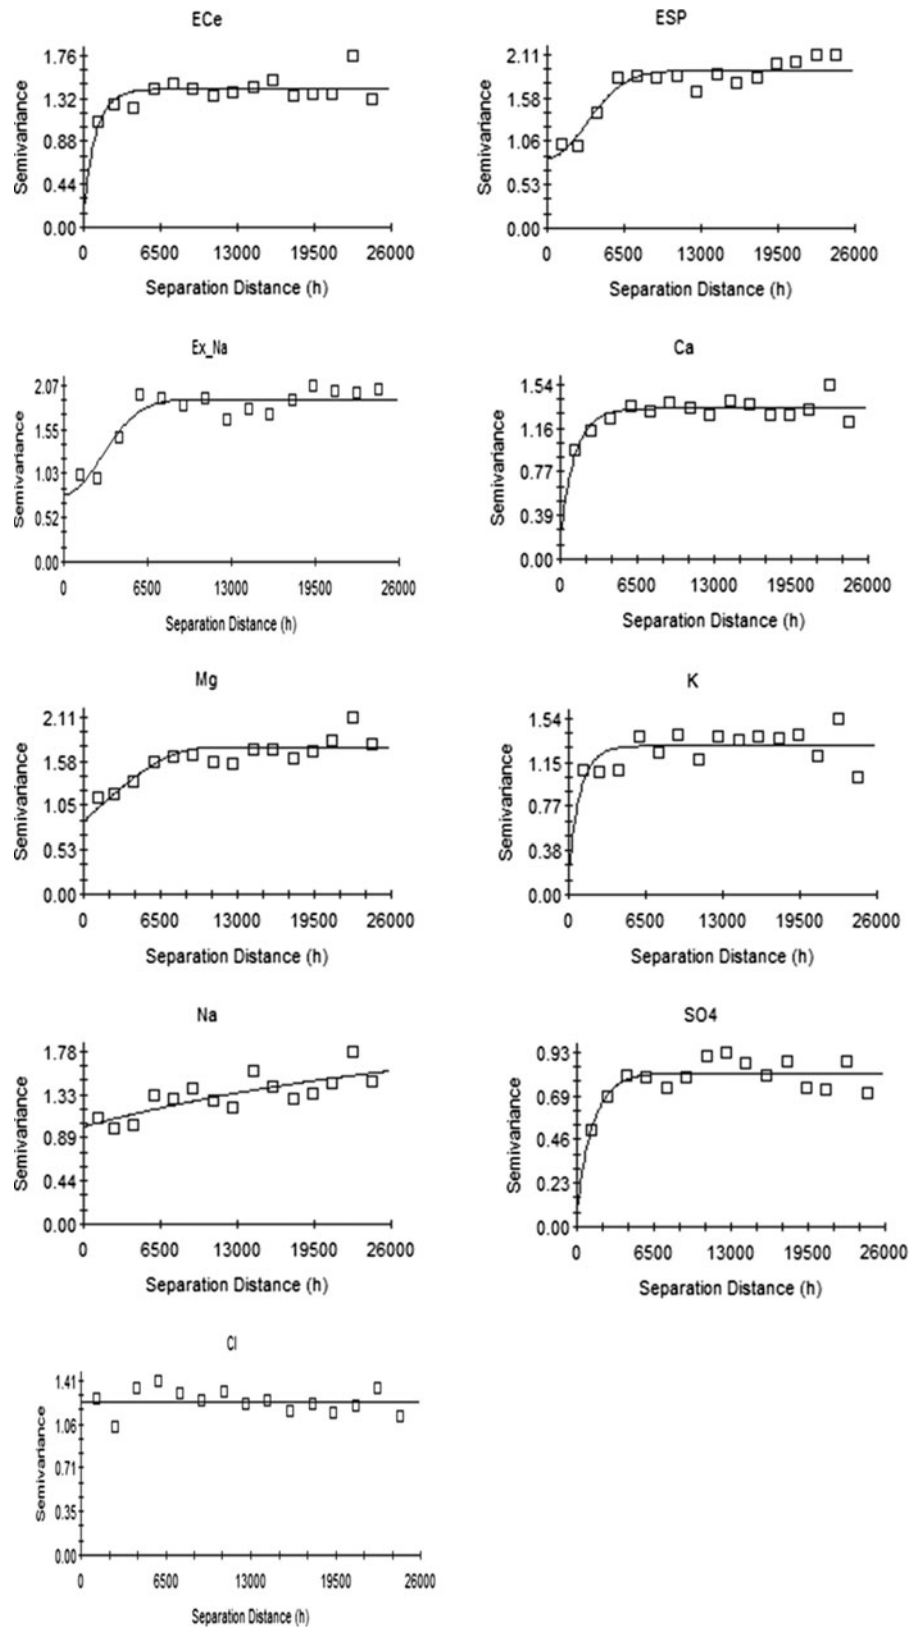 ECe
Semivariance
1.76
1.32
0.88
0.44
0.00
0 6500 13000 19500 26000
Separation Distance (h)
ESP
Semivariance
2.11
1.58
1.06
0.53
0.00
0 6500 13000 19500 26000
Separation Distance (h)
Ex_Na
Semivariance
2.07
1.55
1.03
0.52
0.00
0 6500 13000 19500 26000
Separation Distance (h)
Ca
Semivariance
1.54
1.16
0.77
0.39
0.00
0 6500 13000 19500 26000
Separation Distance (h)
Mg
Semivariance
2.11
1.58
1.05
0.53
0.00
0 6500 13000 19500 26000
Separation Distance (h)
K
Semivariance
1.54
1.15
0.77
0.38
0.00
0 6500 13000 19500 26000
Separation Distance (h)
Na
Semivariance
1.78
1.33
0.89
0.44
0.00
0 6500 13000 19500 26000
Separation Distance (h)
SO4
Semivariance
0.93
0.69
0.46
0.23
0.00
0 6500 13000 19500 26000
Separation Distance (h)
Cl
Semivariance
1.41
1.06
0.71
0.35
0.00
0 6500 13000 19500 26000
Separation Distance (h)